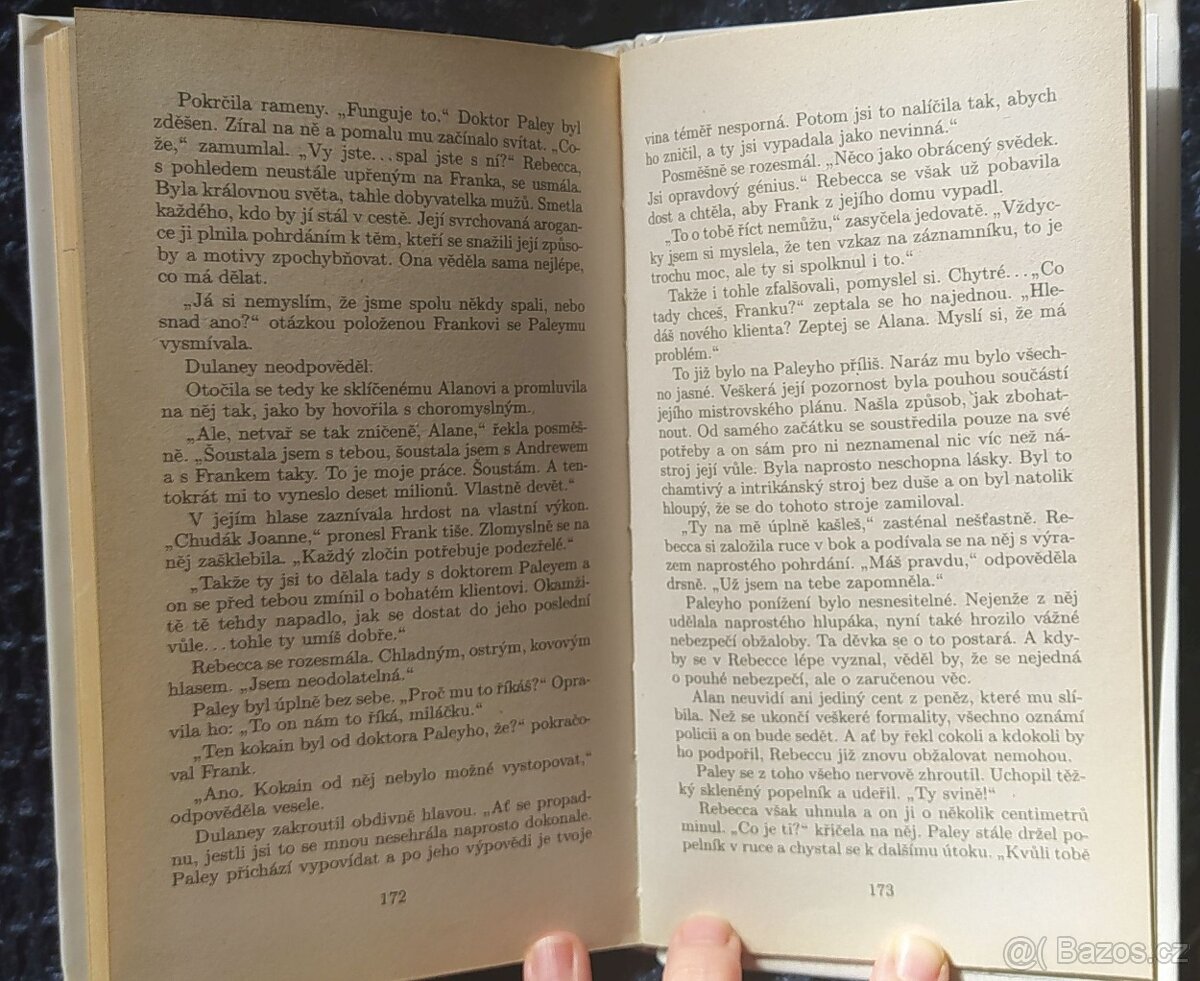 Pokrčila rameny. „Funguje to.“ Doktor Paley byl
zděšen. Zíral na ně a pomalu mu začínalo svítat. „Co-
že,“ zamumlal. „Vy jste...spal jste s ní?“ Rebecca,
s pohledem neustále upřeným na Franka, se usmála.
Byla královnou světa, tahle dobyvatelka mužů. Smetla
každého, kdo by jí stál v cestě. Její svrchovaná arogan-
ce ji plnila pohrdáním k těm, kteří se snažili její způso-
by a motivy zpochybňovat. Ona věděla sama nejlépe,
co má dělat.
„Já si nemyslím, že jsme spolu někdy spali, nebo
snad ano?“ otázkou položenou Frankovi se Paleymu
vysmívala.
Dulaney neodpověděl.
Otočila se tedy ke sklíčenému Alanovi a promluvila
na něj tak, jako by hovořila s choromyslným.
„Ale, netvař se tak zničeně, Alane,“ řekla posměš-
ně. „Šoustala jsem s tebou, šoustala jsem s Andrewem
a s Frankem taky. To je moje práce. Šoustám. A ten-
tokrát mi to vyneslo deset milionů. Vlastně devět.“
V jejím hlase zaznívala hrdost na vlastní výkon.
„Chudák Joanne,“ pronesl Frank tiše. Zlomyslně se na
něj zašklebila. „Každý zločin potřebuje podezřelé.“
„Takže ty jsi to dělala tady s doktorem Paleyem a
on se před tebou zmínil o bohatém klientovi. Okamži-
tě tě tehdy napadlo, jak se dostat do jeho poslední
vůle...tohle ty umíš dobře.“
Rebecca se rozesmála. Chladným, ostrým, kovovým
hlasem. „Jsem neodolatelná.“
Paley byl úplně bez sebe. „Proč mu to říkáš?“ Opra-
vila ho: „To on nám to říká, miláčku.“
„Ten kokain byl od doktora Paleyho, že?“ pokračo-
val Frank.
„Ano. Kokain od něj nebylo možné vystopovat,“
odpověděla vesele.
Dulaney zakroutil obdivně hlavou. „Ať se propad-
nu, jestli jsi to se mnou nesehrála naprosto dokonale.
Paley přichází vypovídat a po jeho výpovědi je tvoje
172
vina téměř nesporná. Potom jsi to nalíčila tak, abych
ho zničil, a ty jsi vypadala jako nevinná.“
Posměšně se rozesmál. „Něco jako obrácený svědek.
Jsi opravdový génius.“ Rebecca se však už pobavila
dost a chtěla, aby Frank z jejího domu vypadl.
„To o tobě říct nemůžu,“ zasyčela jedovatě. „Vždyc-
ky jsem si myslela, že ten vzkaz na záznamníku, to je
trochu moc, ale ty si spolknul i to.“
Takže i tohle zfalšovali, pomyslel si. Chytré...„Co
tady chceš, Franku?“ zeptala se ho najednou. „Hle-
dáš nového klienta? Zeptej se Alana. Myslí si, že má
problém.“
To již bylo na Paleyho příliš. Naráz mu bylo všech-
no jasné. Veškerá její pozornost byla pouhou součástí
jejího mistrovského plánu. Našla způsob, jak zbohat-
nout. Od samého začátku se soustředila pouze na své
potřeby a on sám pro ni neznamenal nic víc než ná-
stroj její vůle. Byla naprosto neschopna lásky. Byl to
chamtivý a intrikánský stroj bez duše a on byl natolik
hloupý, že se do tohoto stroje zamiloval.
„Ty na mě úplně kašleš,“ zasténal nešťastně. Re-
becca si založila ruce v bok a podívala se na něj s výra-
zem naprostého pohrdání. „Máš pravdu,“ odpověděla
drsně. „Už jsem na tebe zapomněla.“
Paleyho ponížení bylo nesnesitelné. Nejenže z něj
udělala naprostého hlupáka, nyní také hrozilo vážné
nebezpečí obžaloby. Ta děvka se o to postará. A kdy-
by se v Rebecce lépe vyznal, věděl by, že se nejedná
o pouhé nebezpečí, ale o zaručenou věc.
Alan neuvidí ani jediný cent z peněz, které mu slí-
bila. Než se ukončí veškeré formality, všechno oznámí
policii a on bude sedět. A ať by řekl cokoli a kdokoli by
ho podpořil, Rebeccu již znovu obžalovat nemohou.
Paley se z toho všeho nervově zhroutil. Uchopil těž-
ký skleněný popelník a udeřil. „Ty svině!“
Rebecca však uhnula a on ji o několik centimetrů
minul. „Co je ti?“ křičela na něj. Paley stále držel po-
pelník v ruce a chystal se k dalšímu útoku. „Kvůli tobě
173
@( Bazos.cz